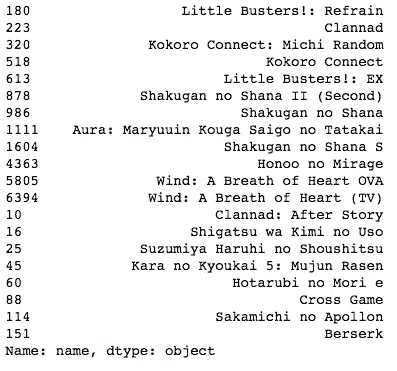 180 Little Busters!: Refrain
223 Clannad
320 Kokoro Connect: Michi Random
518 Kokoro Connect
613 Little Busters!: EX
878 Shakugan no Shana II (Second)
986 Shakugan no Shana
1111 Aura: Maryuuin Kouga Saigo no Tatakai
1604 Shakugan no Shana S
4363 Honoo no Mirage
5805 Wind: A Breath of Heart OVA
6394 Wind: A Breath of Heart (TV)
10 Clannad: After Story
16 Shigatsu wa Kimi no Uso
25 Suzumiya Haruhi no Shoushitsu
45 Kara no Kyoukai 5: Mujun Rasen
60 Hotarubi no Mori e
88 Cross Game
114 Sakamichi no Apollon
151 Berserk
Name: name, dtype: object